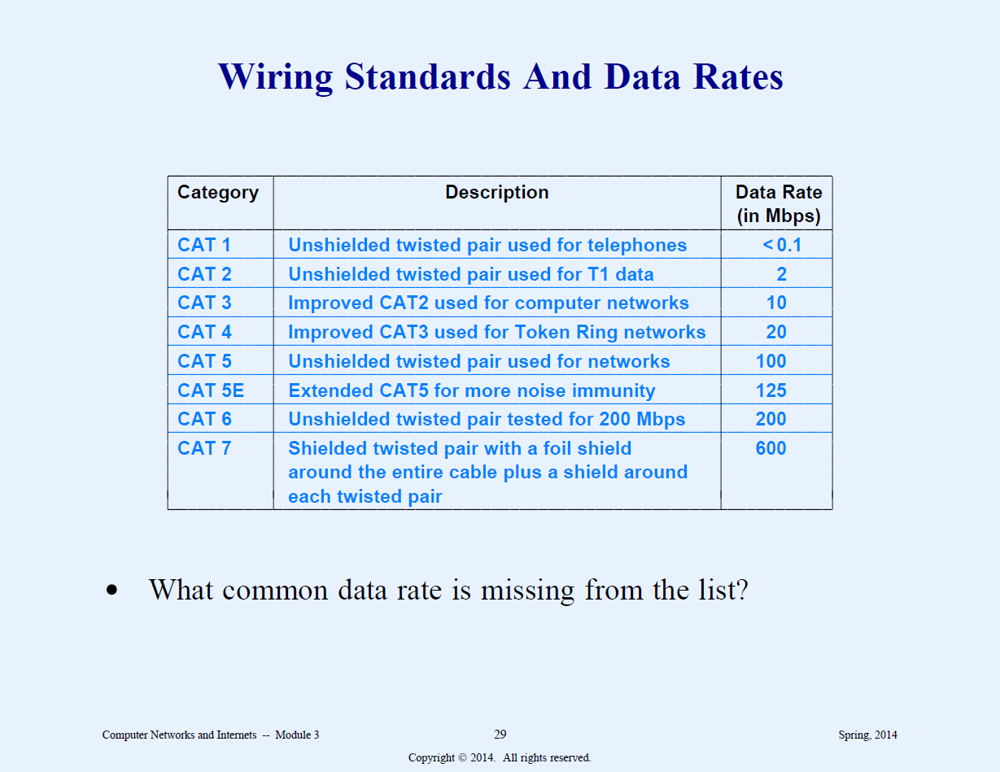 Wiring Standards And Data Rates
Category Description Data Rate
(in Mbps)
CAT 1 Unshielded twisted pair used for telephones < 0.1
CAT 2 Unshielded twisted pair used for T1 data 2
CAT 3 Improved CAT2 used for computer networks 10
CAT 4 Improved CAT3 used for Token Ring networks 20
CAT 5 Unshielded twisted pair used for networks 100
CAT 5E Extended CAT5 for more noise immunity 125
CAT 6 Unshielded twisted pair tested for 200 Mbps 200
CAT 7 Shielded twisted pair with a foil shield 600
around the entire cable plus a shield around
each twisted pair
• What common data rate is missing from the list?
Computer Networks and Internets -- Module 3 29 Spring, 2014
Copyright © 2014. All rights reserved.